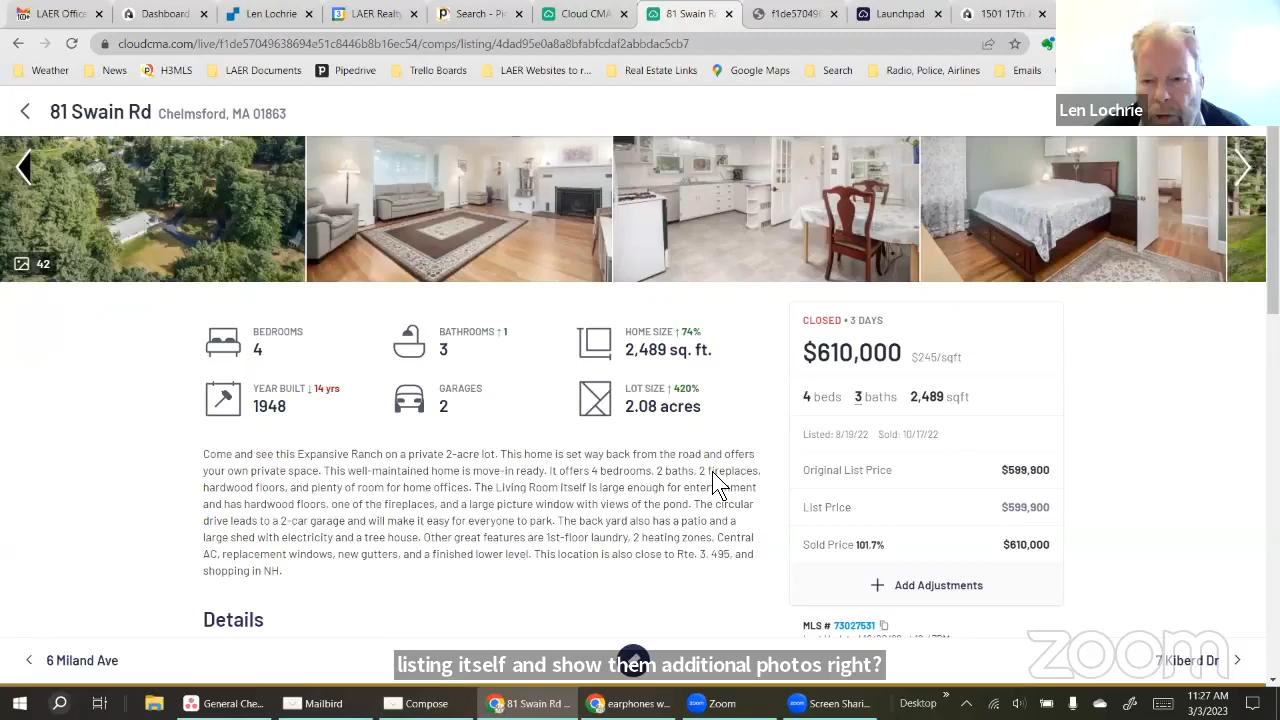 LAER Office
Dashboard
Len Lochrie
LAER Realty
Search - Pi
Cloud CMA
81 Swain Rd
f1de57049
Launchpad
1501 17th A
cloudcma.com/live/f1de57049638694e51c844c8bb16ec54/comps/listing/4dad95e0a8a8bfabb2abbdac5cb7
Weather
News
H3MLS
LAER Dashboard
Pipedrive
Trello Boards
LAER Websites to r...
Real Estate Links
Google Maps
Search
Radio, Police, Airlines
Emails
Len Lochrie
81 Swain Rd Chelmsford, MA 01863
42
BEDROOMS
4
BATHROOMS ↑ 1
3
HOME SIZE ↑ 74%
2,489 sq. ft.
YEAR BUILT ↓ 14 yrs
1948
GARAGES
2
LOT SIZE ↑ 420%
2.08 acres
Come and see this Expansive Ranch on a private 2-acre lot. This home is set way back from the road and offers
your own private space. This well-maintained home is move-in ready. It offers 4 bedrooms, 2 baths, 2 fireplaces,
hardwood floors, and plenty of room for home offices. The Living Room Itself is large enough for entertainment
and has hardwood floors, one of the fireplaces, and a large picture window with views of the pond. The circular
drive leads to a 2-car garage and will make it easy for everyone to park. The back yard also has a patio and a
large shed with electricity and a tree house. Other great features are 1st-floor laundry, 2 heating zones, Central
AC, replacement windows, new gutters, and a finished lower level. This location is also close to Rte. 3. 495, and
shopping in NH.
Details
CLOSED • 3 DAYS
$610,000 $245/sqft
4 beds 3 baths 2,489 sqft
Listed: 8/19/22 Sold: 10/17/22
Original List Price $599,900
List Price $599,900
Sold Price 101.7% $610,000
+ Add Adjustments
MLS # 73027531
6 Miland Ave
7 Kiberd Dr
zoom
listing itself and show them additional photos right?
General Che...
Mailbird
Compose
81 Swain Rd ...
earphones w...
Zoom
Screen Shari...
Desktop
11:27 AM
3/3/2023